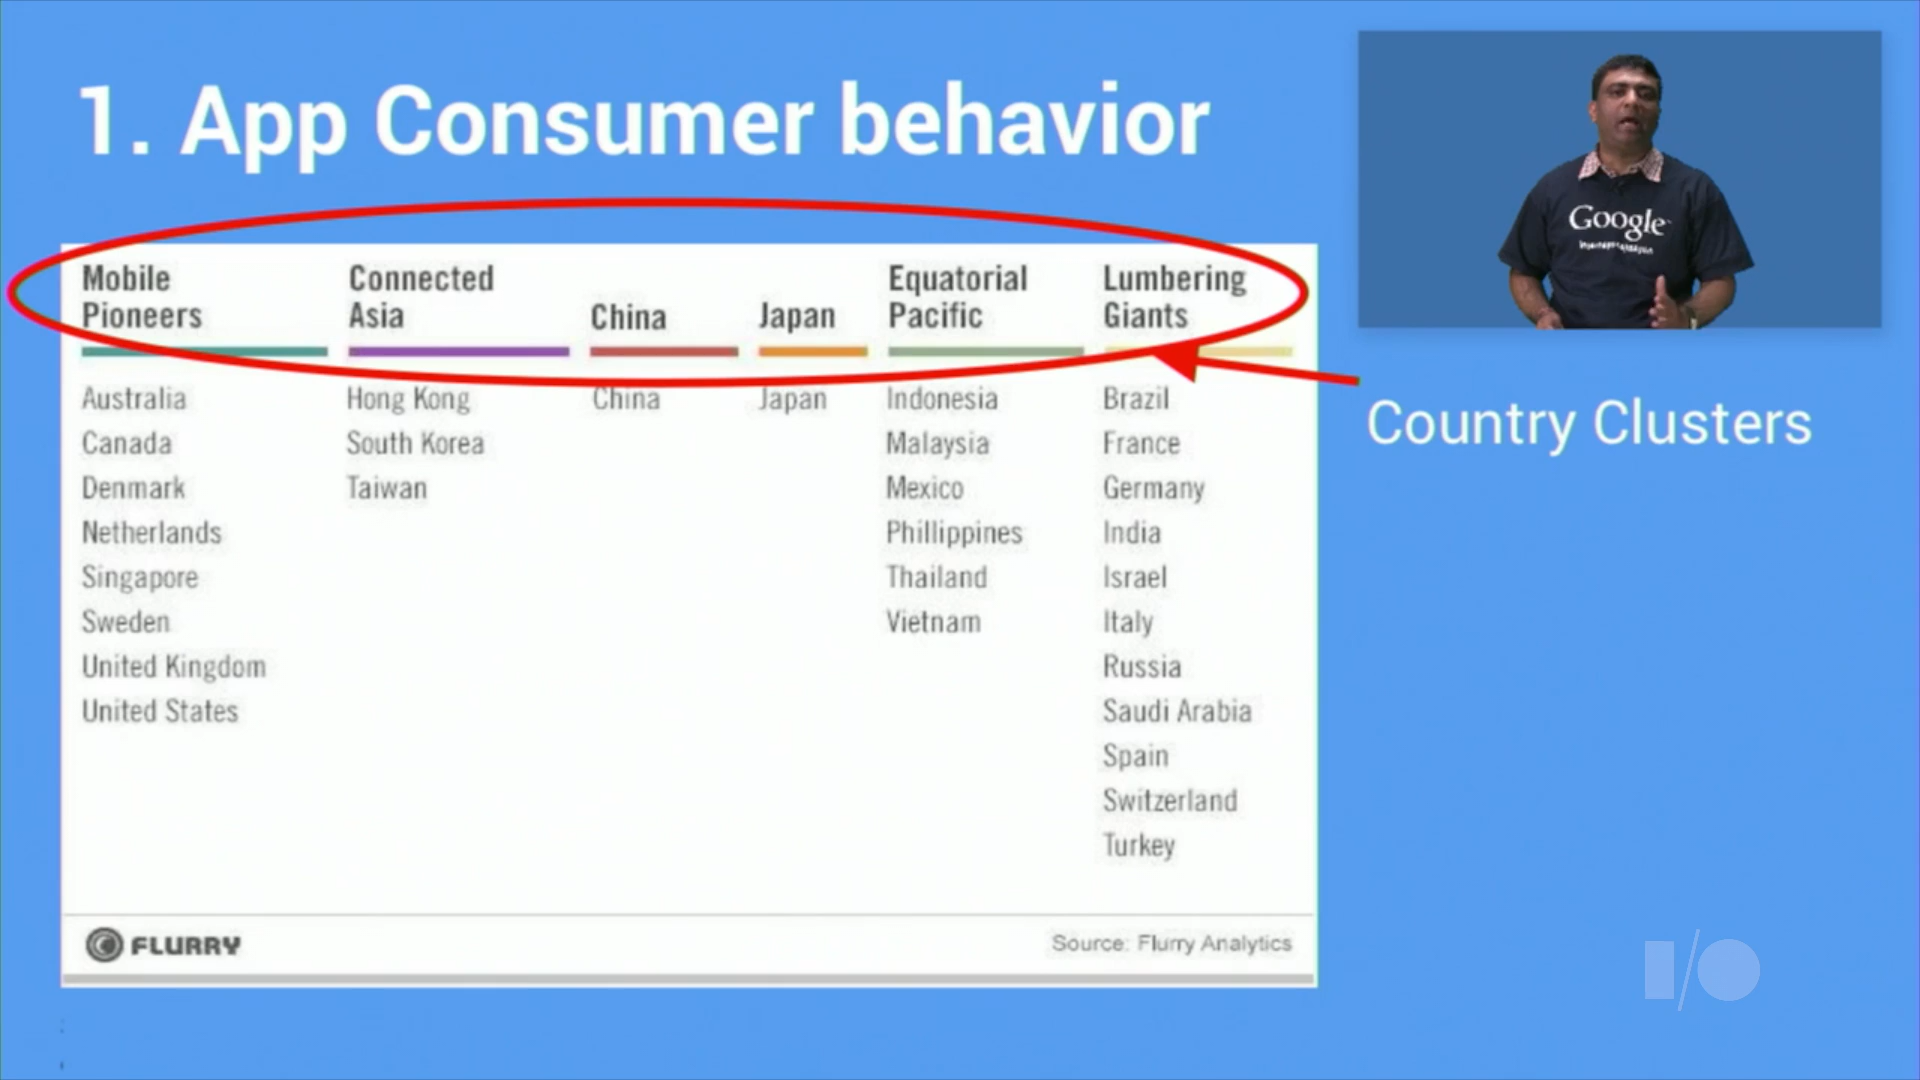 1. App Consumer behavior
Google
Mobile
Pioneers
Connected
Asia
China
Japan
Equatorial
Pacific
Lumbering
Giants
Country Clusters
Australia
Canada
Denmark
Netherlands
Singapore
Sweden
United Kingdom
United States
Hong Kong
South Korea
Taiwan
China
Japan
Indonesia
Malaysia
Mexico
Phillippines
Thailand
Vietnam
Brazil
France
Germany
India
Israel
Italy
Russia
Saudi Arabia
Spain
Switzerland
Turkey
FLURRY
Source: Flurry Analytics
I/O